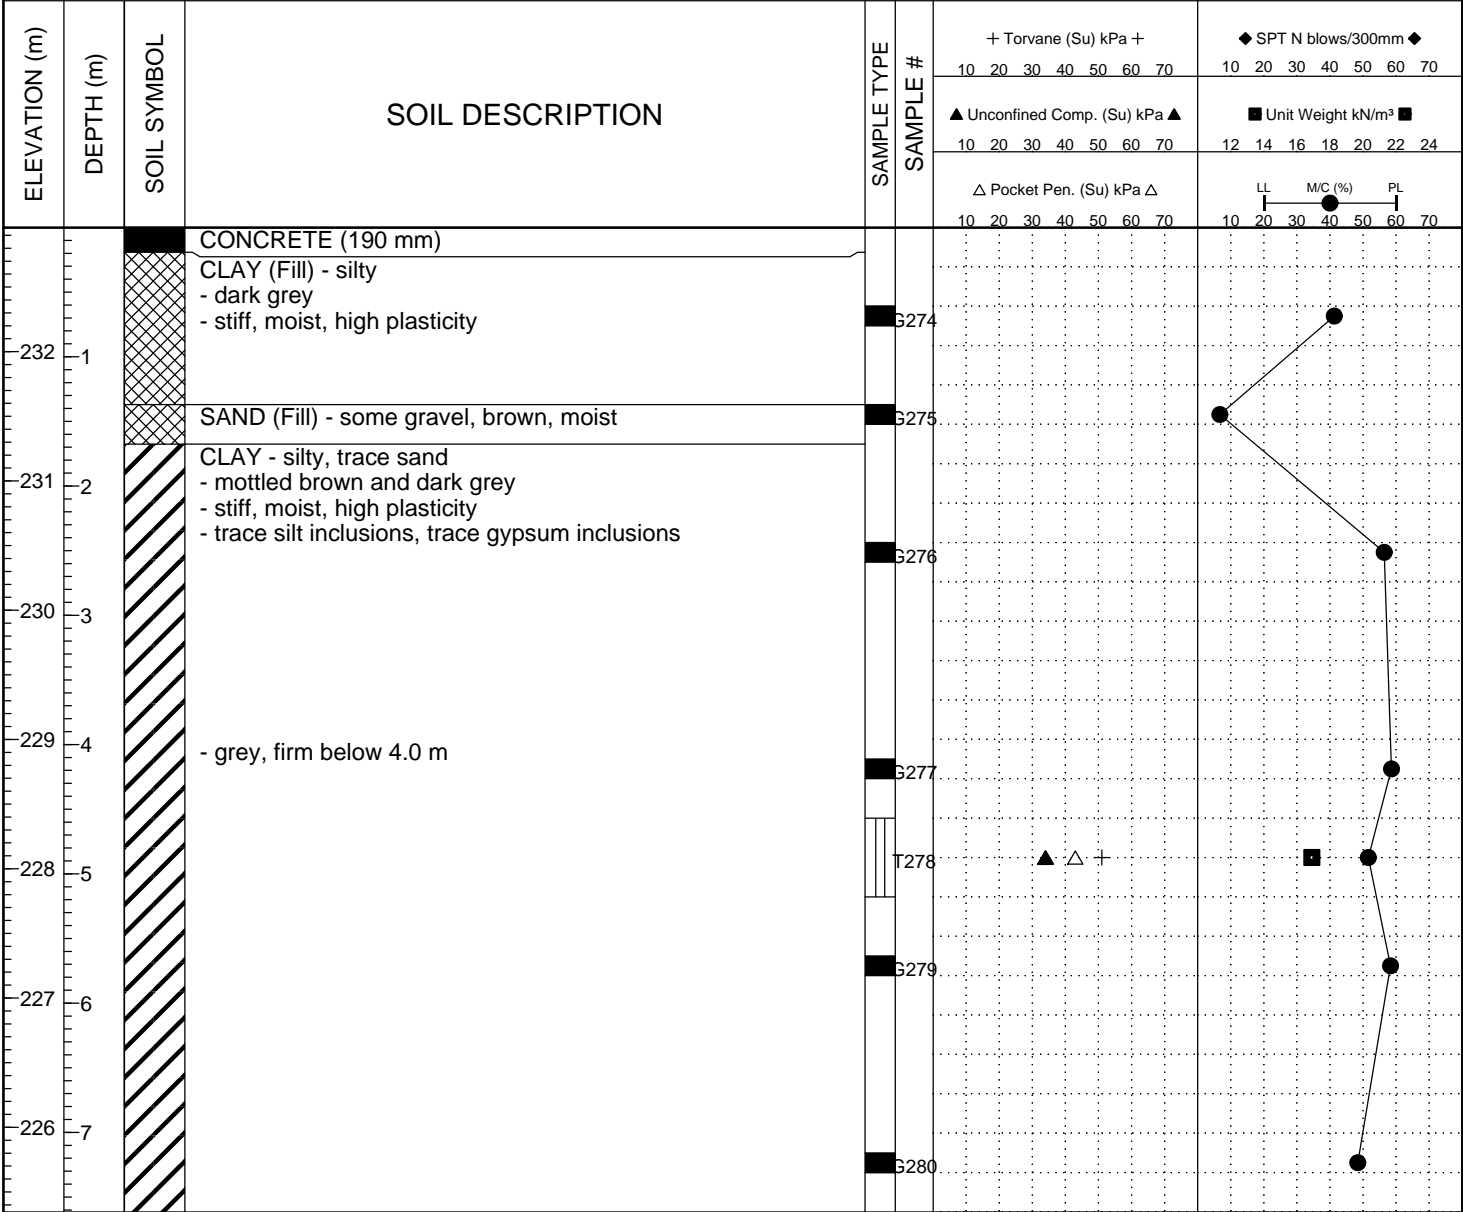 ELEVATION (m)
DEPTH (m)
SOIL SYMBOL
SOIL DESCRIPTION
SAMPLE TYPE
SAMPLE #
Torvane (Su) kPa
10 20 30 40 50 60 70
Unconfined Comp. (Su) kPa
10 20 30 40 50 60 70
Pocket Pen. (Su) kPa
10 20 30 40 50 60 70
SPT N blows/300mm
10 20 30 40 50 60 70
Unit Weight kN/m³
12 14 16 18 20 22 24
LL M/C (%) PL
10 20 30 40 50 60 70
CONCRETE (190 mm)
CLAY (Fill) - silty
- dark grey
- stiff, moist, high plasticity
G274
232
1
SAND (Fill) - some gravel, brown, moist
G275
CLAY - silty, trace sand
231
2
- mottled brown and dark grey
- stiff, moist, high plasticity
- trace silt inclusions, trace gypsum inclusions
G276
230
3
229
4
- grey, firm below 4.0 m
G277
T278
228
5
G279
227
6
226
7
G280